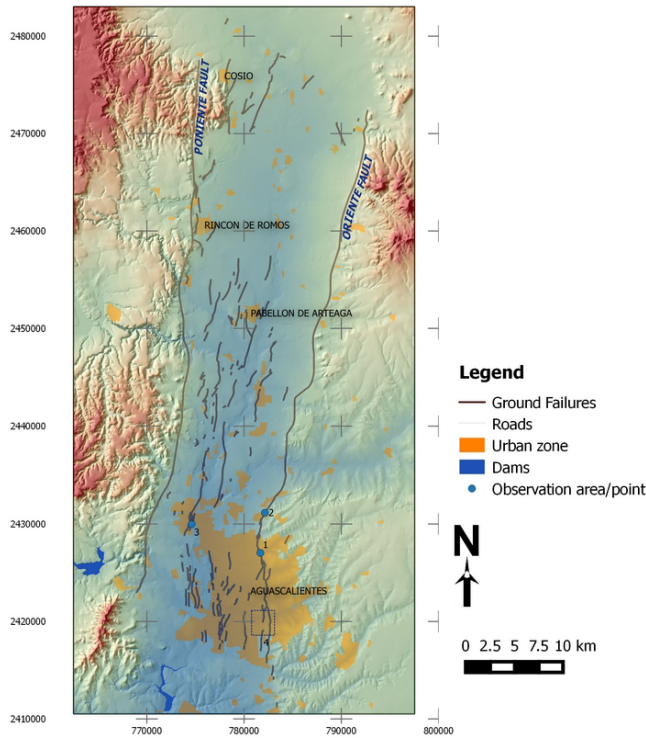 2480000
COSIO
PONIENTE FAULT
2470000
ORIENTE FAULT
2460000
RINCON DE ROMOS
2450000
PABELLON DE ARTEAGA
2440000
2430000
2
3
1
AGUASCALIENTES
2420000
4
2410000
770000 780000 790000 800000
Legend
Ground Failures
Roads
Urban zone
Dams
Observation area/point
N
0 2.5 5 7.5 10 km